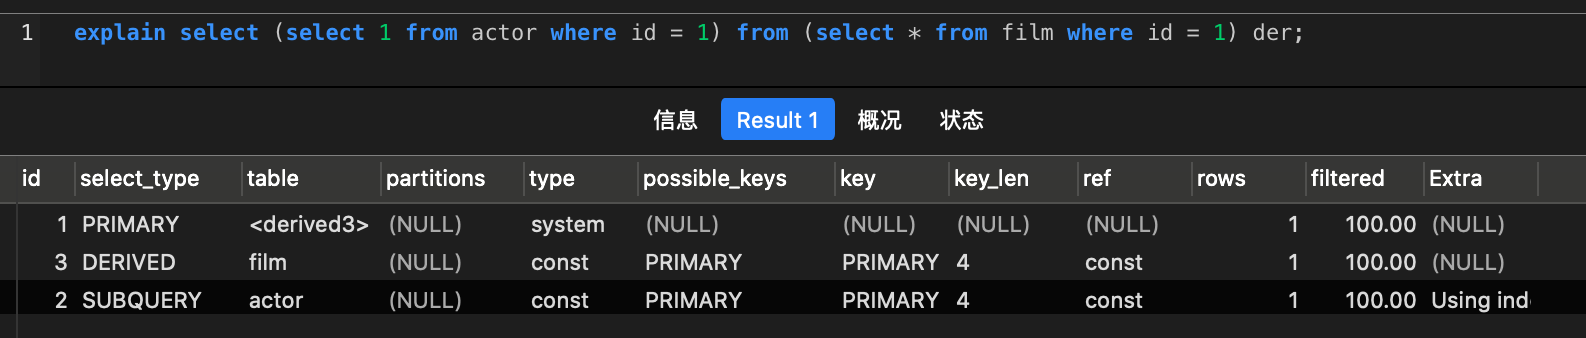 1 explain select (select 1 from actor where id = 1) from (select * from film where id = 1) der;
信息 Result 1 概况 状态
id select_type table partitions type possible_keys key key_len ref rows filtered Extra
1 PRIMARY <derived3> (NULL) system (NULL) (NULL) (NULL) (NULL) 1 100.00 (NULL)
3 DERIVED film (NULL) const PRIMARY PRIMARY 4 const 1 100.00 (NULL)
2 SUBQUERY actor (NULL) const PRIMARY PRIMARY 4 const 1 100.00 Using ind